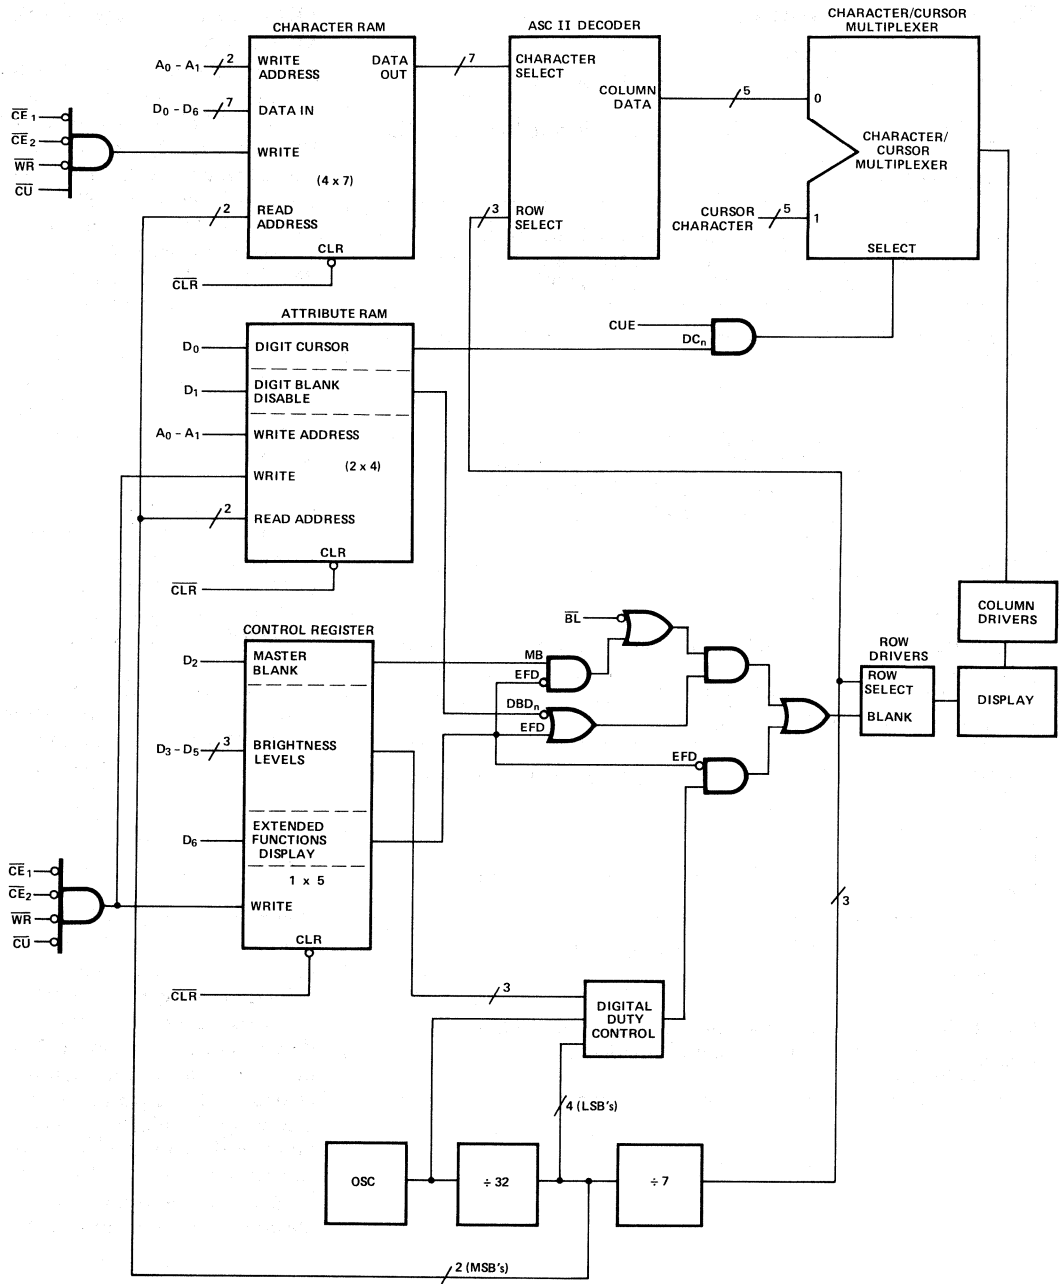 CHARACTER RAM
A0 - A1 2 WRITE ADDRESS
DATA OUT 7
D0 - D6 7 DATA IN
CE1
CE2
WR
CU
WRITE
(4 x 7)
2 READ ADDRESS
CLR
CLR
ASC II DECODER
CHARACTER SELECT
COLUMN DATA 5
3 ROW SELECT
CHARACTER/CURSOR MULTIPLEXER
0
CHARACTER/
CURSOR
MULTIPLEXER
CURSOR CHARACTER 5
1
SELECT
ATTRIBUTE RAM
D0 DIGIT CURSOR
D1 DIGIT BLANK DISABLE
A0 - A1 WRITE ADDRESS
(2 x 4)
WRITE
2 READ ADDRESS
CLR
CLR
CUE
DCn
CONTROL REGISTER
D2 MASTER BLANK
D3 - D5 3 BRIGHTNESS LEVELS
D6 EXTENDED FUNCTIONS DISPLAY
1 x 5
WRITE
CE1
CE2
WR
CU
CLR
CLR
BL
MB
EFD
DBDn
EFD
EFD
COLUMN DRIVERS
ROW DRIVERS
ROW SELECT
BLANK
DISPLAY
3
3
DIGITAL DUTY CONTROL
4 (LSB's)
OSC
÷ 32
÷ 7
2 (MSB's)